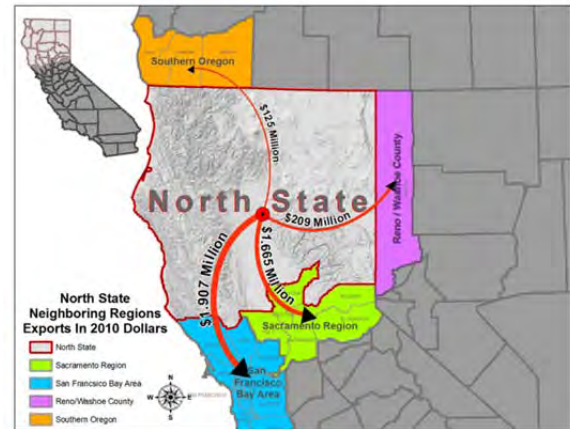 Southern Oregon
$125 Million
North State
$209 Million
Reno / Washoe County
$1.665 Million
$1.907 Million
Sacramento Region
San
Francisco
Bay Area
North State
Neighboring Regions
Exports In 2010 Dollars
North State
Sacramento Region
San Francsico Bay Area
Reno/Washoe County
Southern Oregon
N
W
E
S